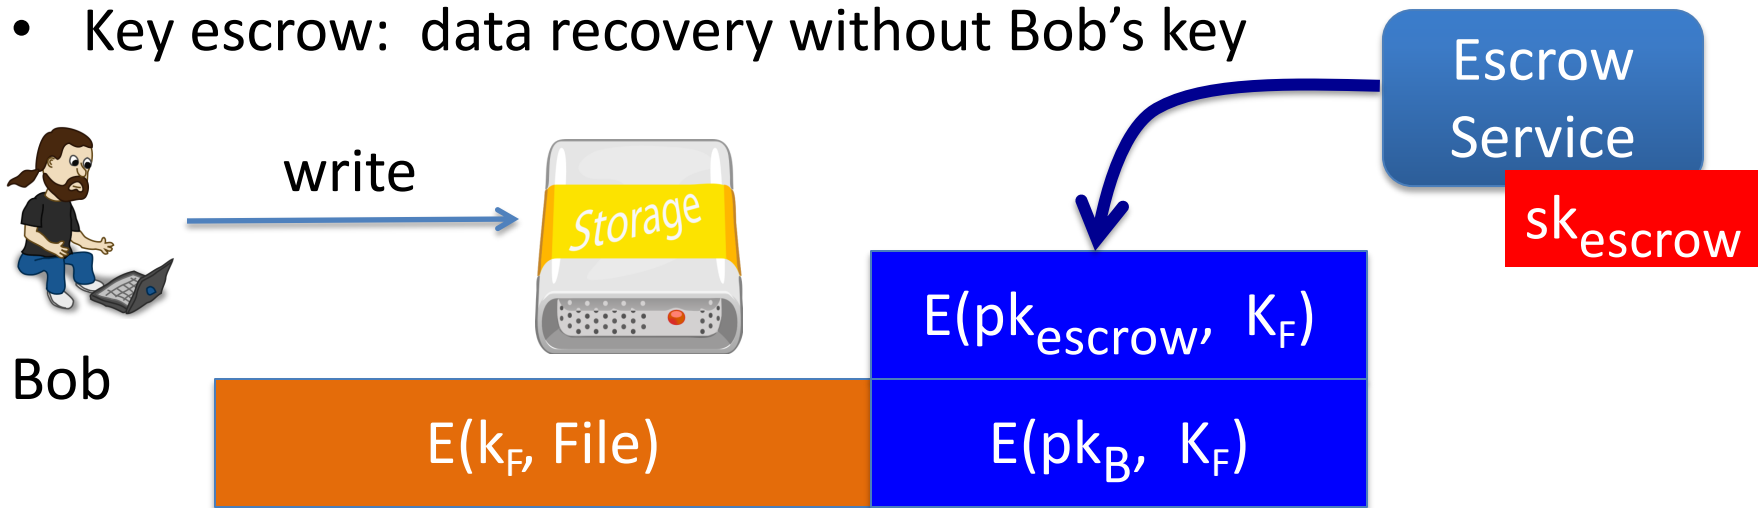 • Key escrow: data recovery without Bob’s key
Escrow
Service
sk_escrow
write
Storage
E(pk_escrow, K_F)
Bob
E(k_F, File)
E(pk_B, K_F)